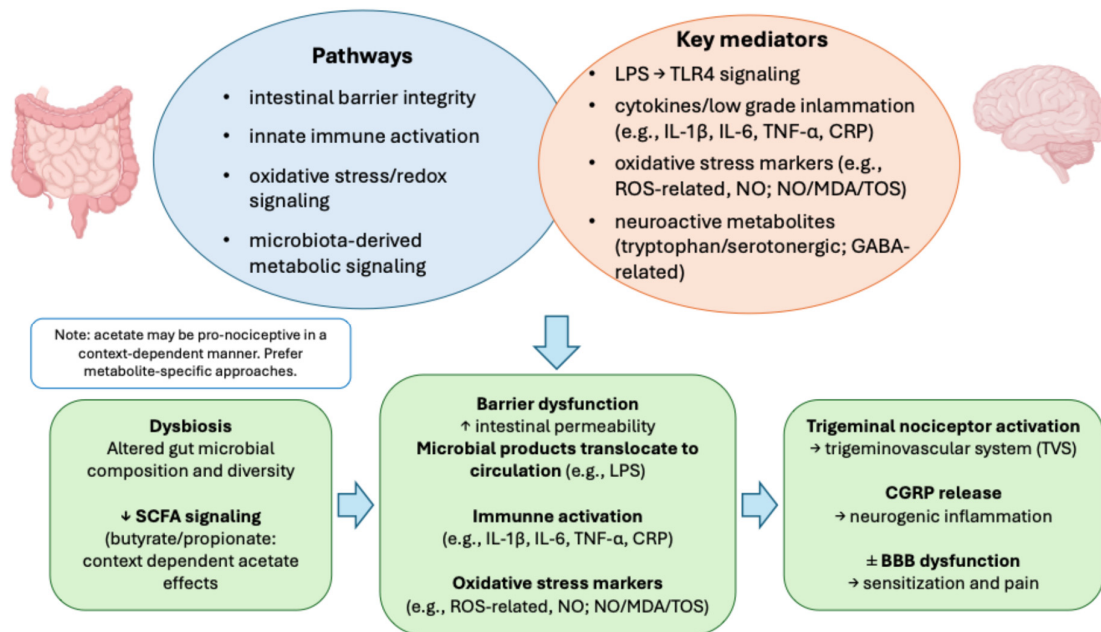 Pathways
• intestinal barrier integrity
• innate immune activation
• oxidative stress/redox
signaling
• microbiota-derived
metabolic signaling
Key mediators
• LPS → TLR4 signaling
• cytokines/low grade inlammation
(e.g., IL-1β, IL-6, TNF-α, CRP)
• oxidative stress markers (e.g.,
ROS-related, NO; NO/MDA/TOS)
• neuroactive metabolites
(tryptophan/serotonergic; GABA-
related)
Note: acetate may be pro-nociceptive in a
context-dependent manner. Prefer
metabolite-specific approaches.
Dysbiosis
Altered gut microbial
composition and diversity
↓ SCFA signaling
(butyrate/propionate:
context dependent acetate
effects
Barrier dysfunction
↑ intestinal permeability
Microbial products translocate to
circulation (e.g., LPS)
Immunne activation
(e.g., IL-1β, IL-6, TNF-α, CRP)
Oxidative stress markers
(e.g., ROS-related, NO; NO/MDA/TOS)
Trigeminal nociceptor activation
→ trigeminovascular system (TVS)
CGRP release
→ neurogenic inflammation
± BBB dysfunction
→ sensitization and pain